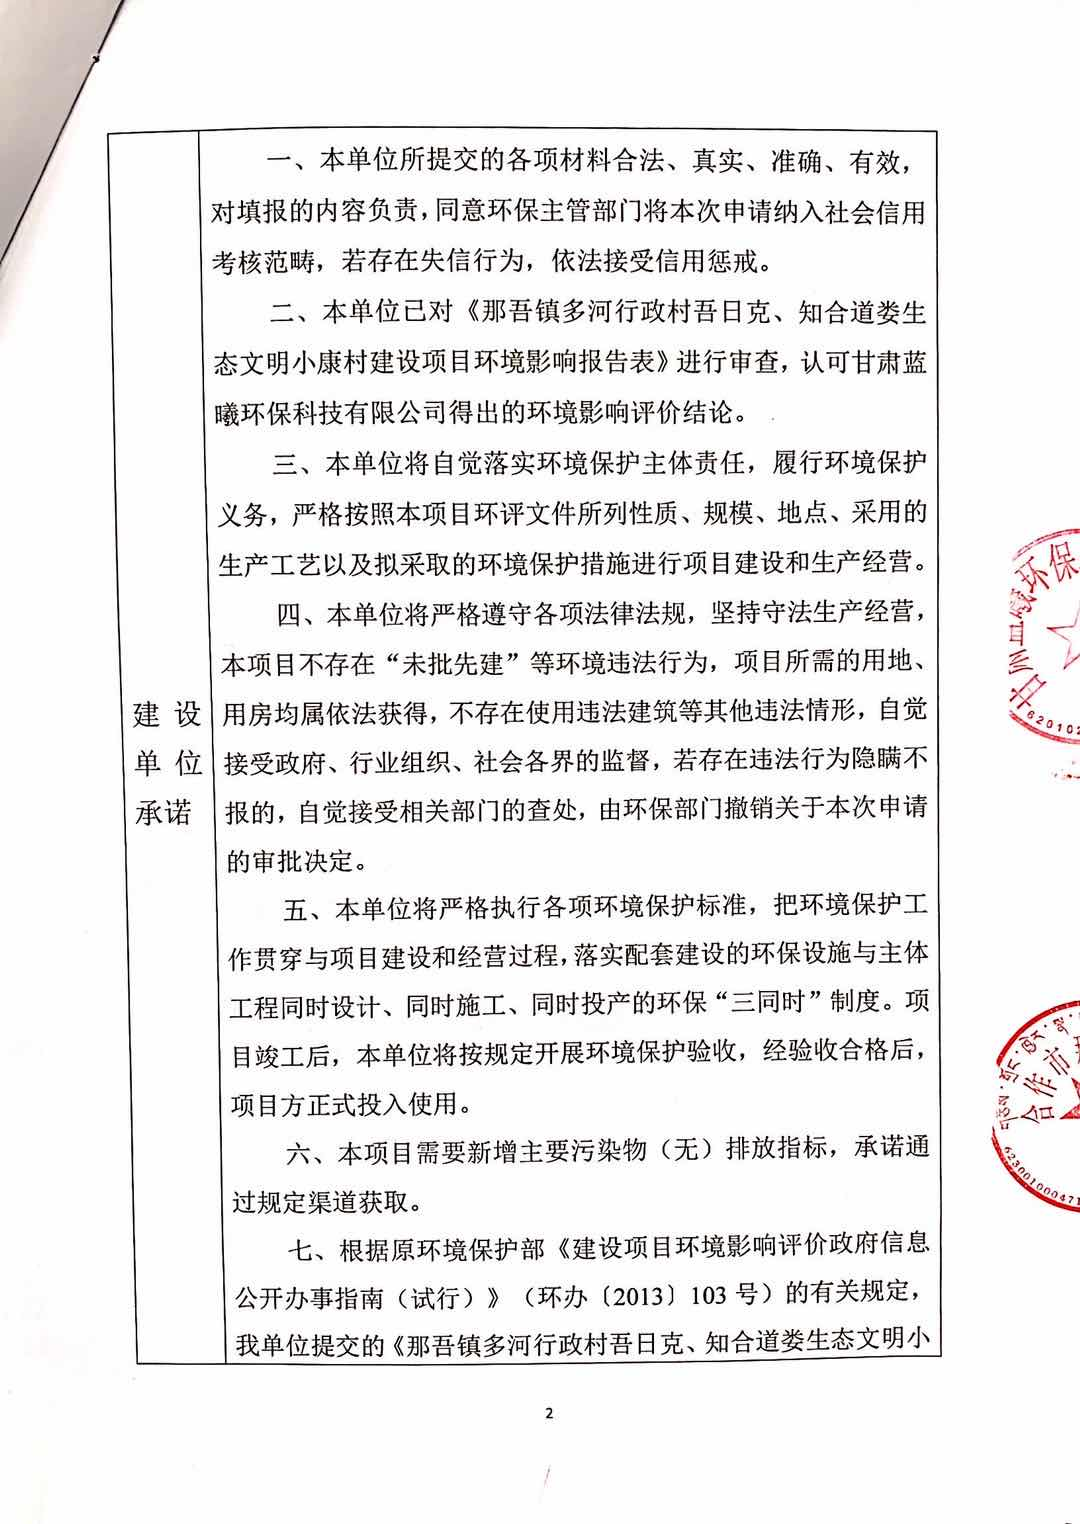 一、本单位所提交的各项材料合法、真实、准确、有效，
对填报的内容负责，同意环保主管部门将本次申请纳入社会信用
考核范畴，若存在失信行为，依法接受信用惩戒。
二、本单位已对《那吾镇多河行政村吾日克、知合道娄生
态文明小康村建设项目环境影响报告表》进行审查，认可甘肃蓝
曦环保科技有限公司得出的环境影响评价结论。
三、本单位将自觉落实环境保护主体责任，履行环境保护
义务，严格按照本项目环评文件所列性质、规模、地点、采用的
生产工艺以及拟采取的环境保护措施进行项目建设和生产经营。
四、本单位将严格遵守各项法律法规，坚持守法生产经营，
本项目不存在“未批先建”等环境违法行为，项目所需的用地、
用房均属依法获得，不存在使用违法建筑等其他违法情形，自觉
接受政府、行业组织、社会各界的监督，若存在违法行为隐瞒不
报的，自觉接受相关部门的查处，由环保部门撤销关于本次申请
的审批决定。
五、本单位将严格执行各项环境保护标准，把环境保护工
作贯穿与项目建设和经营过程，落实配套建设的环保设施与主体
工程同时设计、同时施工、同时投产的环保“三同时”制度。项
目竣工后，本单位将按规定开展环境保护验收，经验收合格后，
项目方正式投入使用。
六、本项目需要新增主要污染物（无）排放指标，承诺通
过规定渠道获取。
七、根据原环境保护部《建设项目环境影响评价政府信息
公开办事指南（试行）》（环办〔2013〕103号）的有关规定，
我单位提交的《那吾镇多河行政村吾日克、知合道娄生态文明小
建设
单位
承诺
曦环保
620102
合作市
623001000471
2